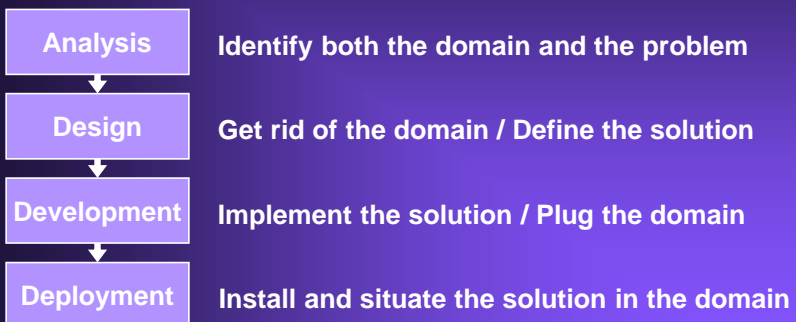 Analysis Identify both the domain and the problem
Design Get rid of the domain / Define the solution
Development Implement the solution / Plug the domain
Deployment Install and situate the solution in the domain